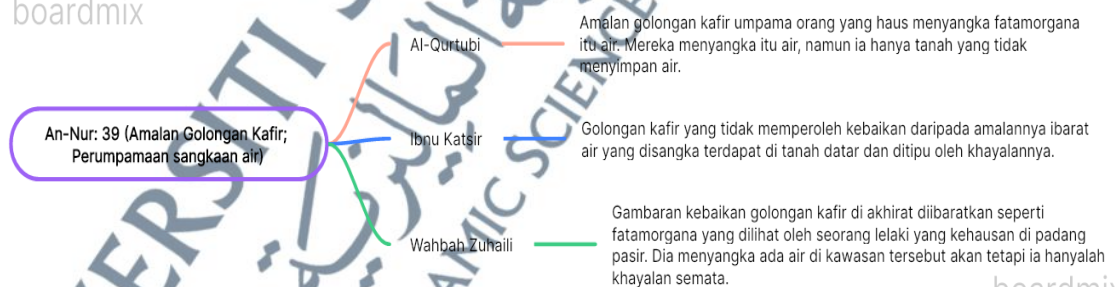 boardmix
An-Nur: 39 (Amalan Golongan Kafir;
Perumpamaan sangkaan air)
Al-Qurtubi
Amalan golongan kafir umpama orang yang haus menyangka fatamorgana
itu air. Mereka menyangka itu air, namun ia hanya tanah yang tidak
menyimpan air.
Ibnu Katsir
Golongan kafir yang tidak memperoleh kebaikan daripada amalannya ibarat
air yang disangka terdapat di tanah datar dan ditipu oleh khayalannya.
Wahbah Zuhaili
Gambaran kebaikan golongan kafir di akhirat diibaratkan seperti
fatamorgana yang dilihat oleh seorang lelaki yang kehausan di padang
pasir. Dia menyangka ada air di kawasan tersebut akan tetapi ia hanyalah
khayalan semata.
boardmix